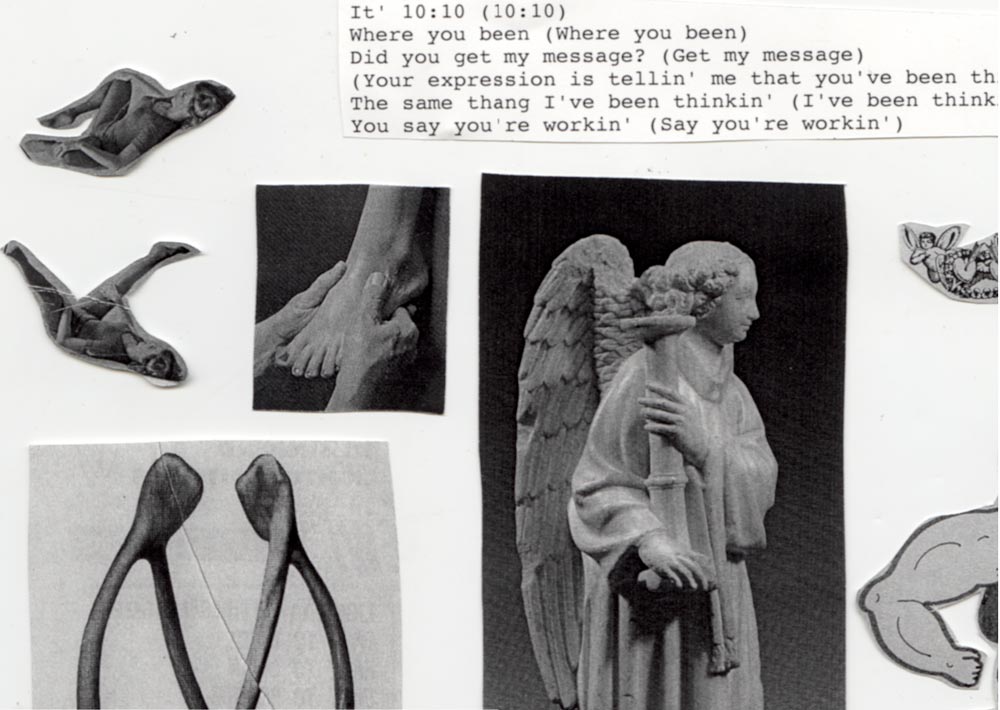 It' 10:10 (10:10)
Where you been (Where you been)
Did you get my message? (Get my message)
(Your expression is tellin' me that you've been th
The same thang I've been thinkin' (I've been think
You say you're workin' (Say you're workin')